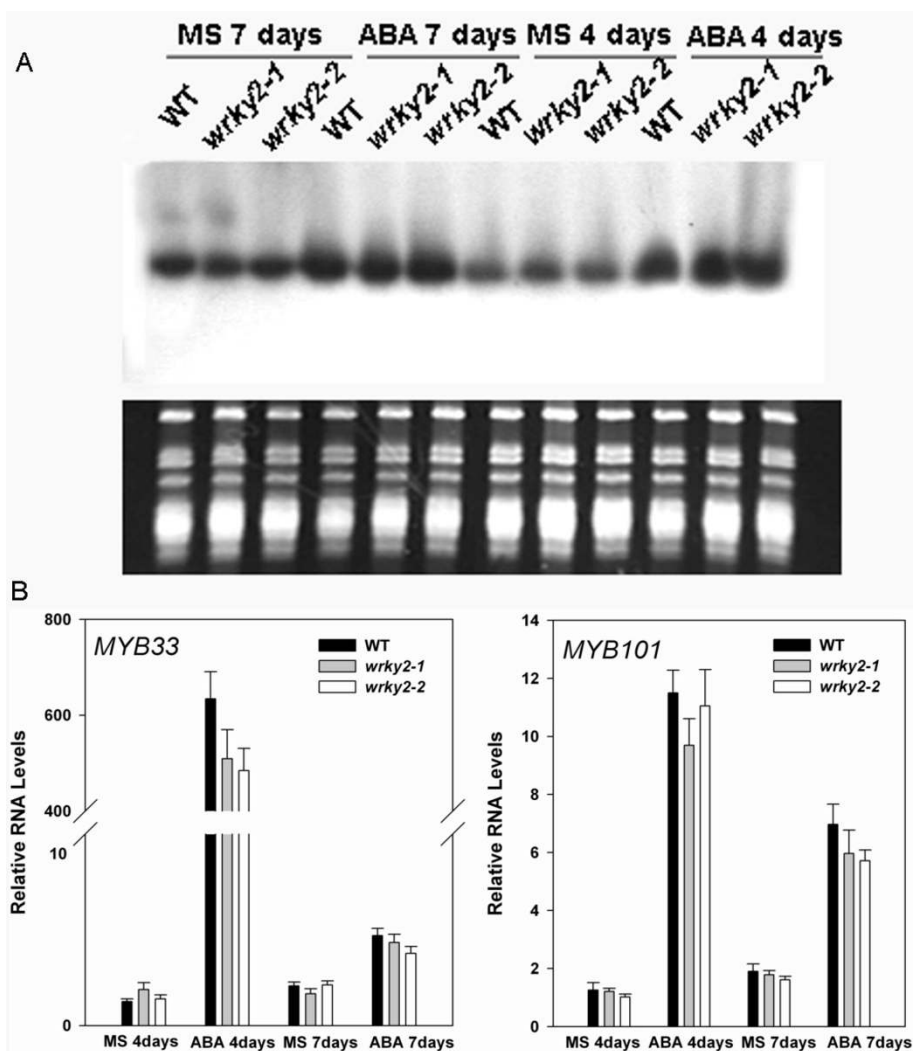 A
MS 7 days ABA 7 days MS 4 days ABA 4 days
WT wrky2-1 wrky2-2 WT wrky2-1 wrky2-2 WT wrky2-1 wrky2-2 WT wrky2-1 wrky2-2
B
MYB33
WT
wrky2-1
wrky2-2
Relative RNA Levels
800
600
400
10
0
MS 4days ABA 4days MS 7days ABA 7days
MYB101
WT
wrky2-1
wrky2-2
Relative RNA Levels
14
12
10
8
6
4
2
0
MS 4days ABA 4days MS 7days ABA 7days